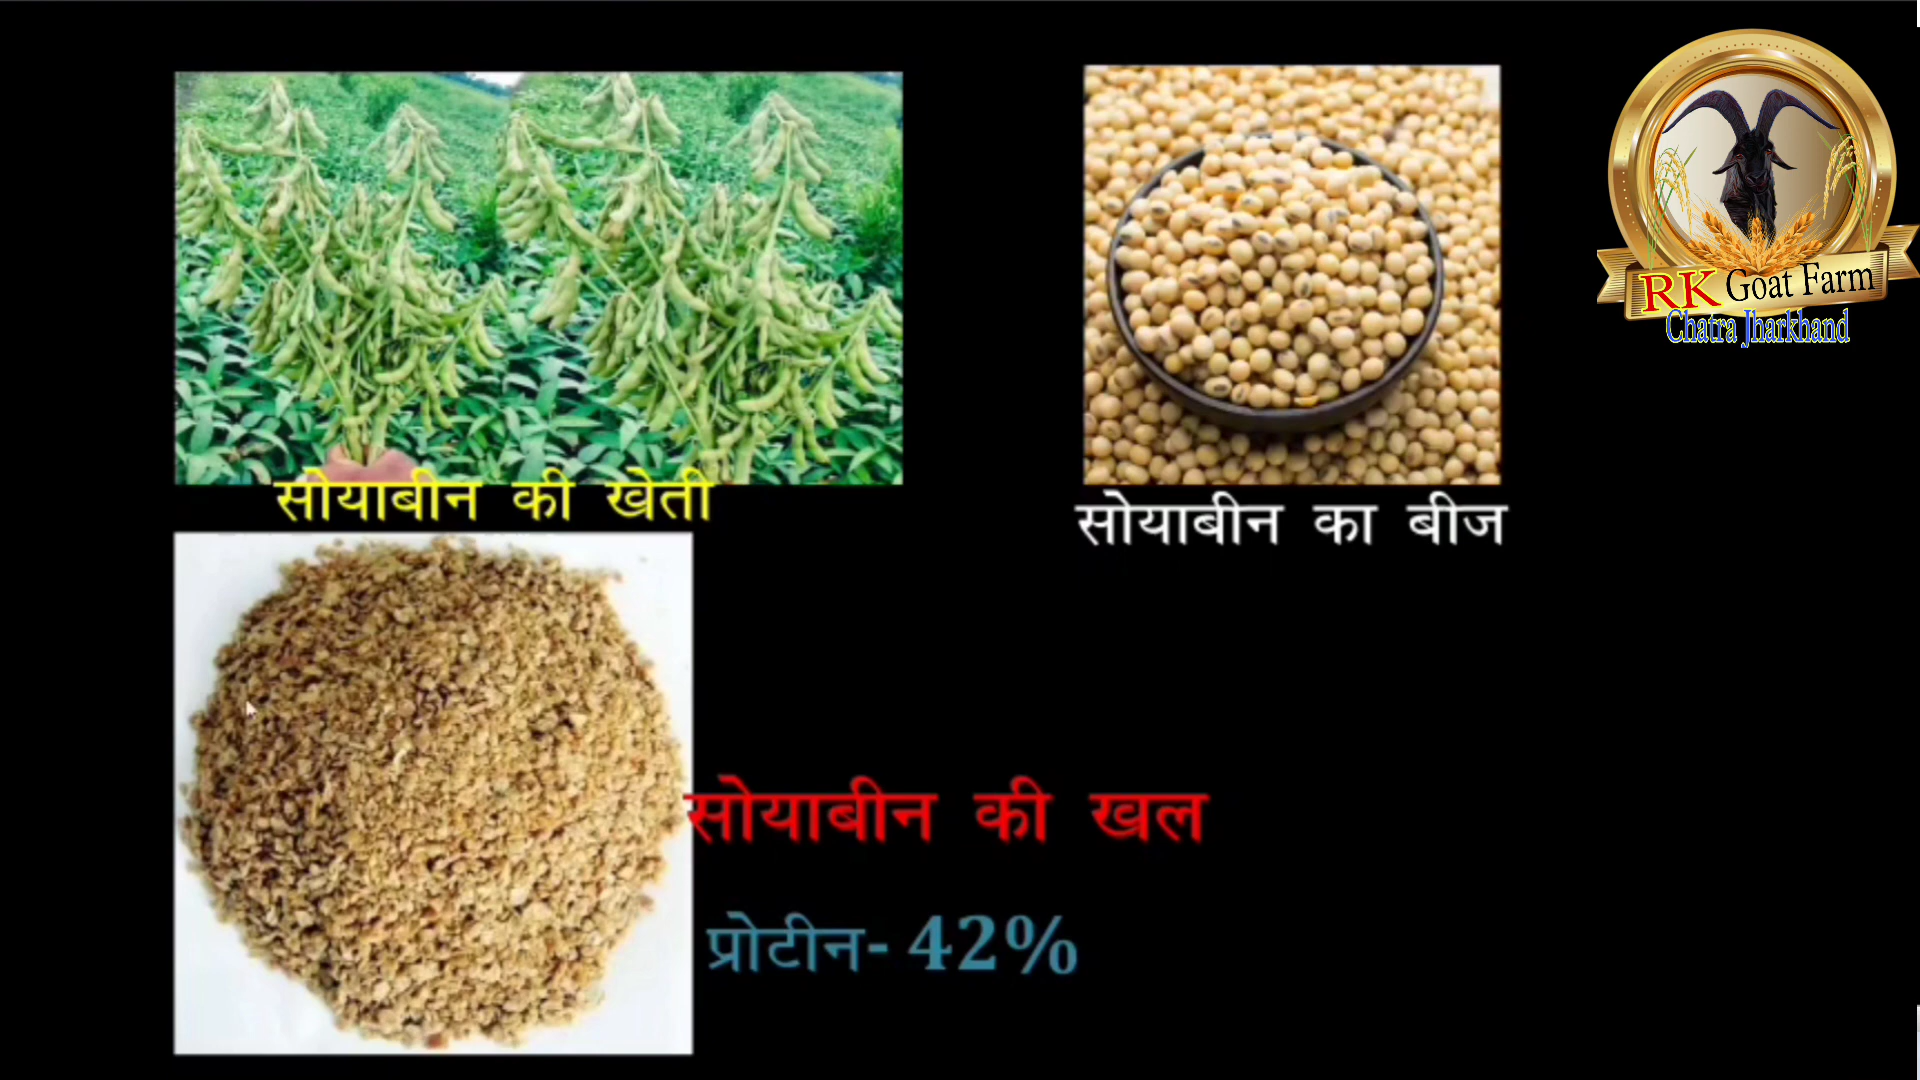 RK Goat Farm
Chatra Jharkhand
सोयाबीन की खेती
सोयाबीन का बीज
सोयाबीन की खल
प्रोटीन- 42%